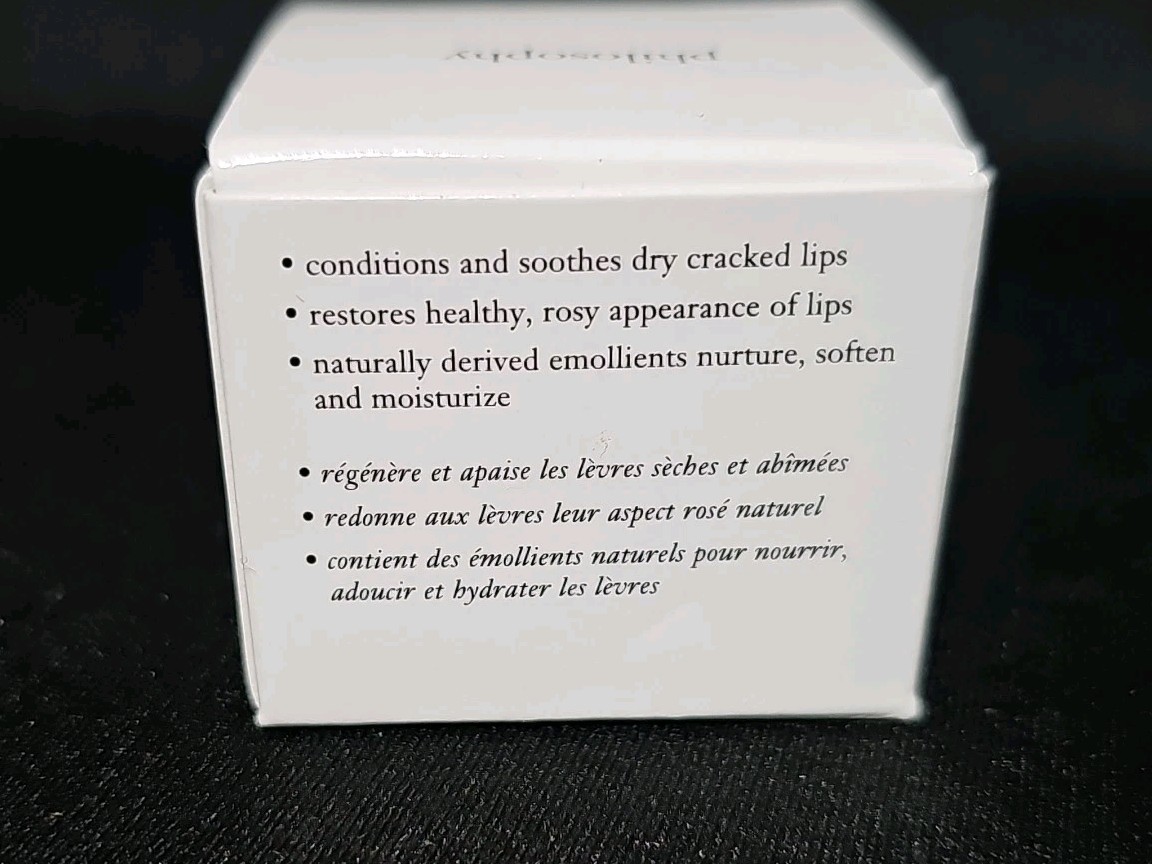 philosophy
• conditions and soothes dry cracked lips
• restores healthy, rosy appearance of lips
• naturally derived emollients nurture, soften
and moisturize
• régénère et apaise les lèvres sèches et abîmées
• redonne aux lèvres leur aspect rosé naturel
• contient des émollients naturels pour nourrir,
adoucir et hydrater les lèvres